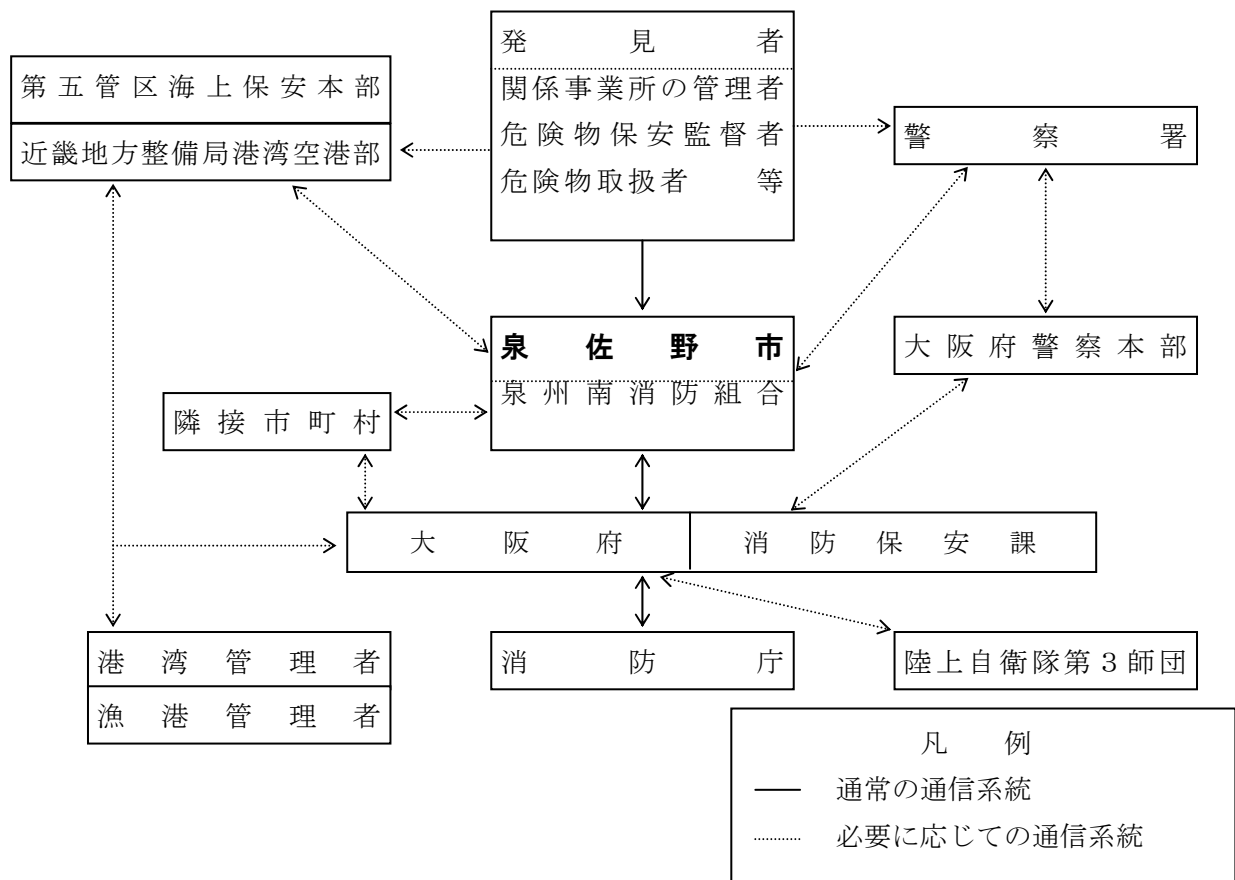 発見者
関係事業所の管理者
危険物保安監督者
危険物取扱者 等
第五管区海上保安本部
近畿地方整備局港湾空港部
警察署
泉佐野市
泉州南消防組合
大阪府警察本部
隣接市町村
大阪府 消防保安課
港湾管理者
漁港管理者
消防庁
陸上自衛隊第3師団
凡例
通常の通信系統
必要に応じての通信系統